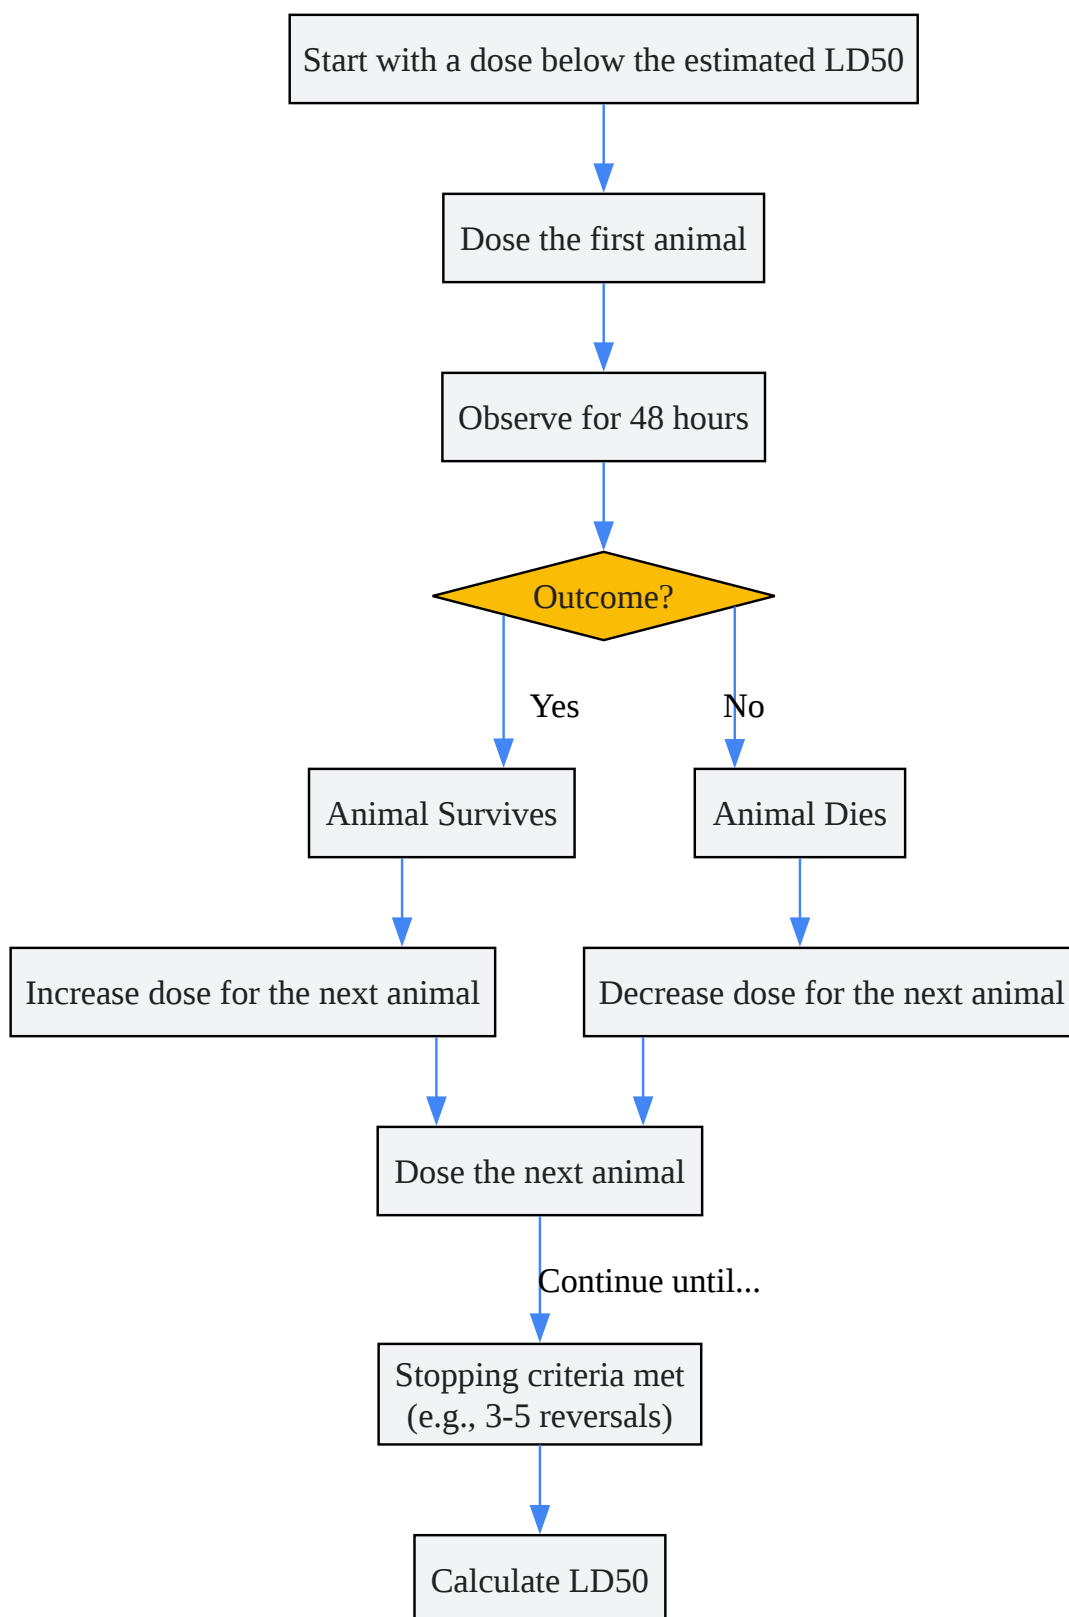 Start with a dose below the estimated LD50
Dose the first animal
Observe for 48 hours
Outcome?
Yes
No
Animal Survives
Animal Dies
Increase dose for the next animal
Decrease dose for the next animal
Dose the next animal
Continue until...
Stopping criteria met
(e.g., 3-5 reversals)
Calculate LD50